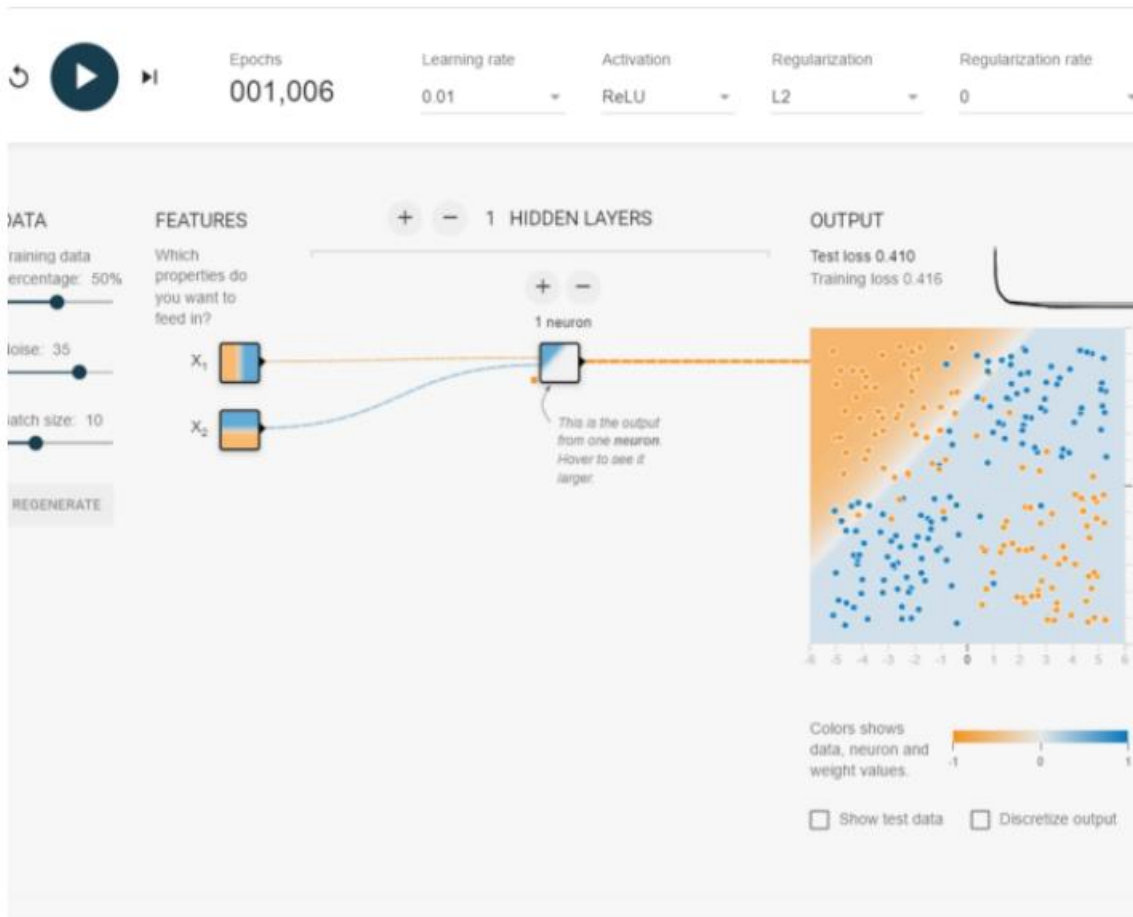 Epochs
001,006
Learning rate
0.01
Activation
ReLU
Regularization
L2
Regularization rate
0
DATA
raining data
ercentage: 50%
oise: 35
atch size: 10
REGENERATE
FEATURES
Which
properties do
you want to
feed in?
X1
X2
+ − 1 HIDDEN LAYERS
+ −
1 neuron
This is the output
from one neuron.
Hover to see it
larger.
OUTPUT
Test loss 0.410
Training loss 0.416
-6 -5 -4 -3 -2 -1 0 1 2 3 4 5 6
Colors shows
data, neuron and
weight values.
-1 0 1
Show test data
Discretize output